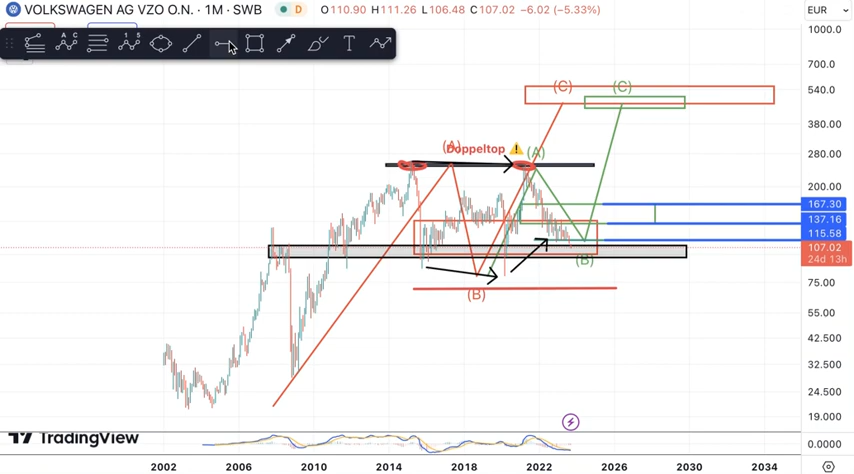 VOLKSWAGEN AG VZO O.N. · 1M · SWB D O110.90 H111.26 L106.48 C107.02 −6.02 (−5.33%) EUR
1000.0
700.0
(C) (C) 540.0
380.00
(A) Doppeltop (A) 280.00
200.00
167.30
137.16
115.58
107.02
24d 13h
(B)
(B) 75.00
55.00
42.500
32.500
24.500
19.000
TradingView 0.0000
2002 2006 2010 2014 2018 2022 2026 2030 2034